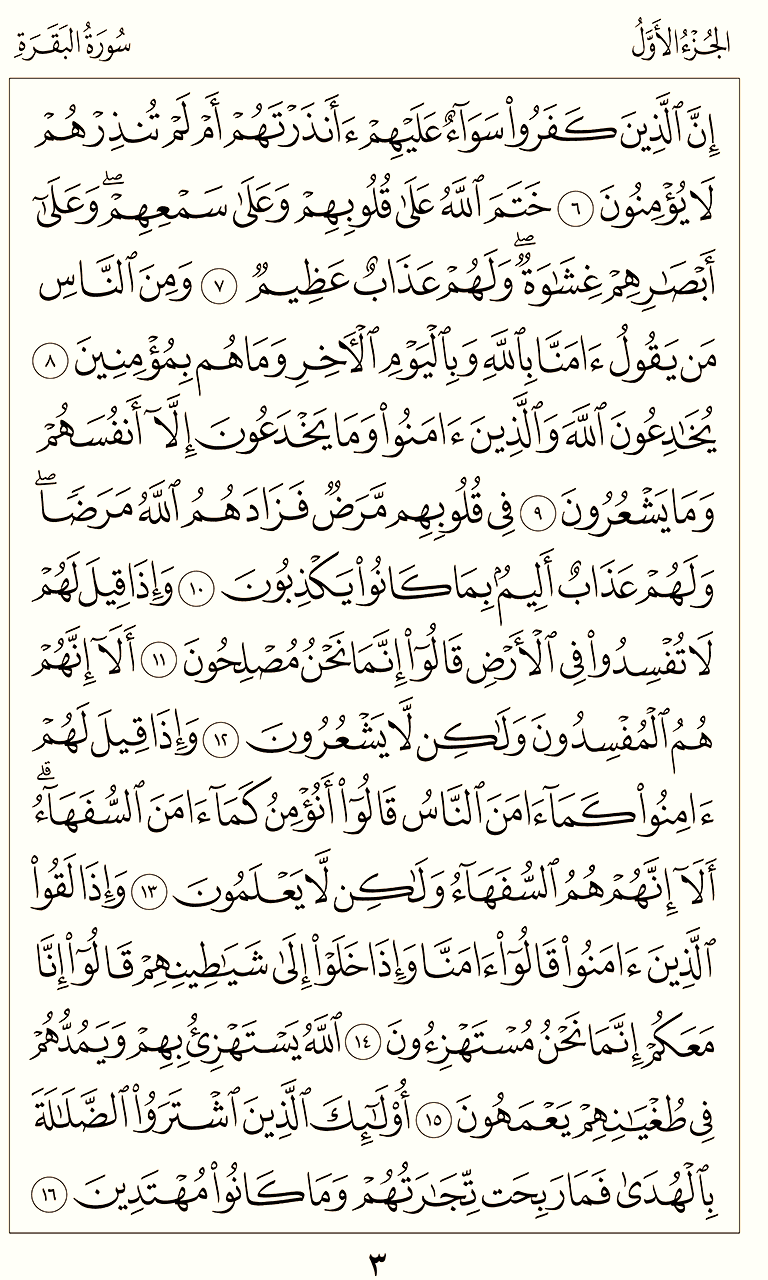 الجُزْءُ الأَوَّلُ
سُورَةُ البَقَرَةِ
إِنَّ ٱلَّذِينَ كَفَرُوا۟ سَوَآءٌ عَلَيْهِمْ ءَأَنذَرْتَهُمْ أَمْ لَمْ تُنذِرْهُمْ
لَا يُؤْمِنُونَ ٦ خَتَمَ ٱللَّهُ عَلَىٰ قُلُوبِهِمْ وَعَلَىٰ سَمْعِهِمْ ۖ وَعَلَىٰٓ
أَبْصَـٰرِهِمْ غِشَـٰوَةٌ ۖ وَلَهُمْ عَذَابٌ عَظِيمٌ ٧ وَمِنَ ٱلنَّاسِ
مَن يَقُولُ ءَامَنَّا بِٱللَّهِ وَبِٱلْيَوْمِ ٱلْـَٔاخِرِ وَمَا هُم بِمُؤْمِنِينَ ٨
يُخَـٰدِعُونَ ٱللَّهَ وَٱلَّذِينَ ءَامَنُوا۟ وَمَا يَخْدَعُونَ إِلَّآ أَنفُسَهُمْ
وَمَا يَشْعُرُونَ ٩ فِى قُلُوبِهِم مَّرَضٌ فَزَادَهُمُ ٱللَّهُ مَرَضًا ۖ
وَلَهُمْ عَذَابٌ أَلِيمٌۢ بِمَا كَانُوا۟ يَكْذِبُونَ ١٠ وَإِذَا قِيلَ لَهُمْ
لَا تُفْسِدُوا۟ فِى ٱلْأَرْضِ قَالُوٓا۟ إِنَّمَا نَحْنُ مُصْلِحُونَ ١١ أَلَآ إِنَّهُمْ
هُمُ ٱلْمُفْسِدُونَ وَلَـٰكِن لَّا يَشْعُرُونَ ١٢ وَإِذَا قِيلَ لَهُمْ
ءَامِنُوا۟ كَمَآ ءَامَنَ ٱلنَّاسُ قَالُوٓا۟ أَنُؤْمِنُ كَمَآ ءَامَنَ ٱلسُّفَهَآءُ ۗ
أَلَآ إِنَّهُمْ هُمُ ٱلسُّفَهَآءُ وَلَـٰكِن لَّا يَعْلَمُونَ ١٣ وَإِذَا لَقُوا۟
ٱلَّذِينَ ءَامَنُوا۟ قَالُوٓا۟ ءَامَنَّا وَإِذَا خَلَوْا۟ إِلَىٰ شَيَـٰطِينِهِمْ قَالُوٓا۟ إِنَّا
مَعَكُمْ إِنَّمَا نَحْنُ مُسْتَهْزِءُونَ ١٤ ٱللَّهُ يَسْتَهْزِئُ بِهِمْ وَيَمُدُّهُمْ
فِى طُغْيَـٰنِهِمْ يَعْمَهُونَ ١٥ أُو۟لَـٰٓئِكَ ٱلَّذِينَ ٱشْتَرَوُا۟ ٱلضَّلَـٰلَةَ
بِٱلْهُدَىٰ فَمَا رَبِحَت تِّجَـٰرَتُهُمْ وَمَا كَانُوا۟ مُهْتَدِينَ ١٦
٣